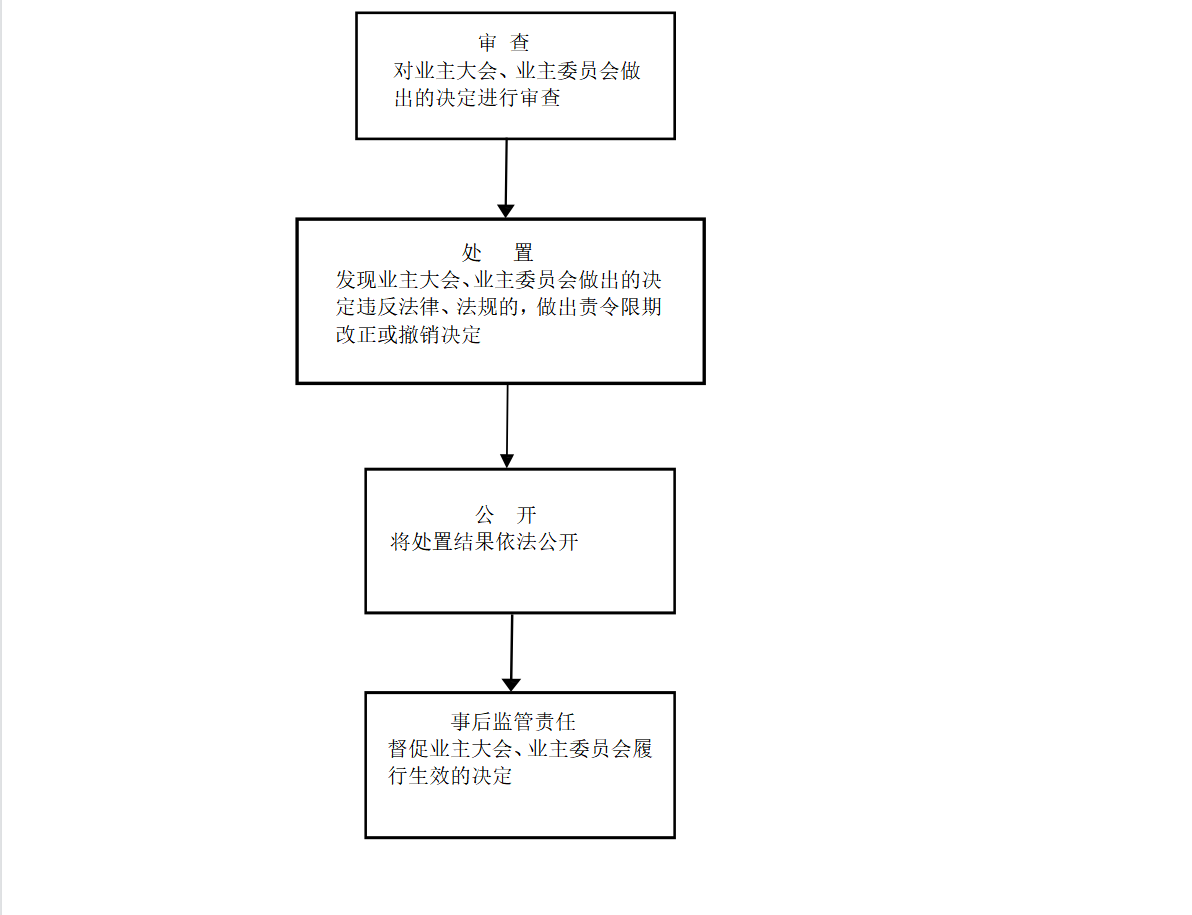 审 查
对业主大会、业主委员会做
出的决定进行审查
处 置
发现业主大会、业主委员会做出的决
定违反法律、法规的，做出责令限期
改正或撤销决定
公 开
将处置结果依法公开
事后监管责任
督促业主大会、业主委员会履
行生效的决定